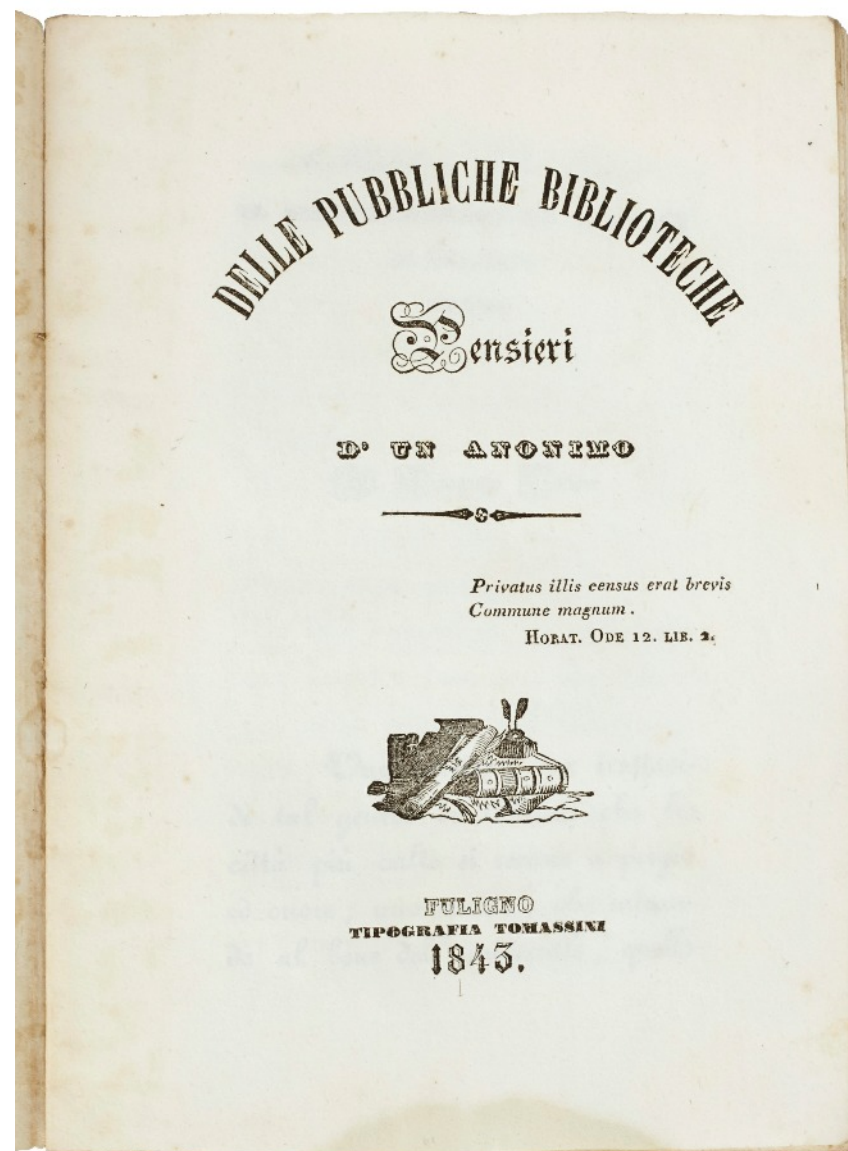 DELLE PUBBLICHE BIBLIOTECHE
Pensieri
D' UN ANONIMO
Privatus illis census erat brevis
Commune magnum.
HORAT. ODE 12. LIB. 2.
FULIGNO
TIPOGRAFIA TOMASSINI
1843.